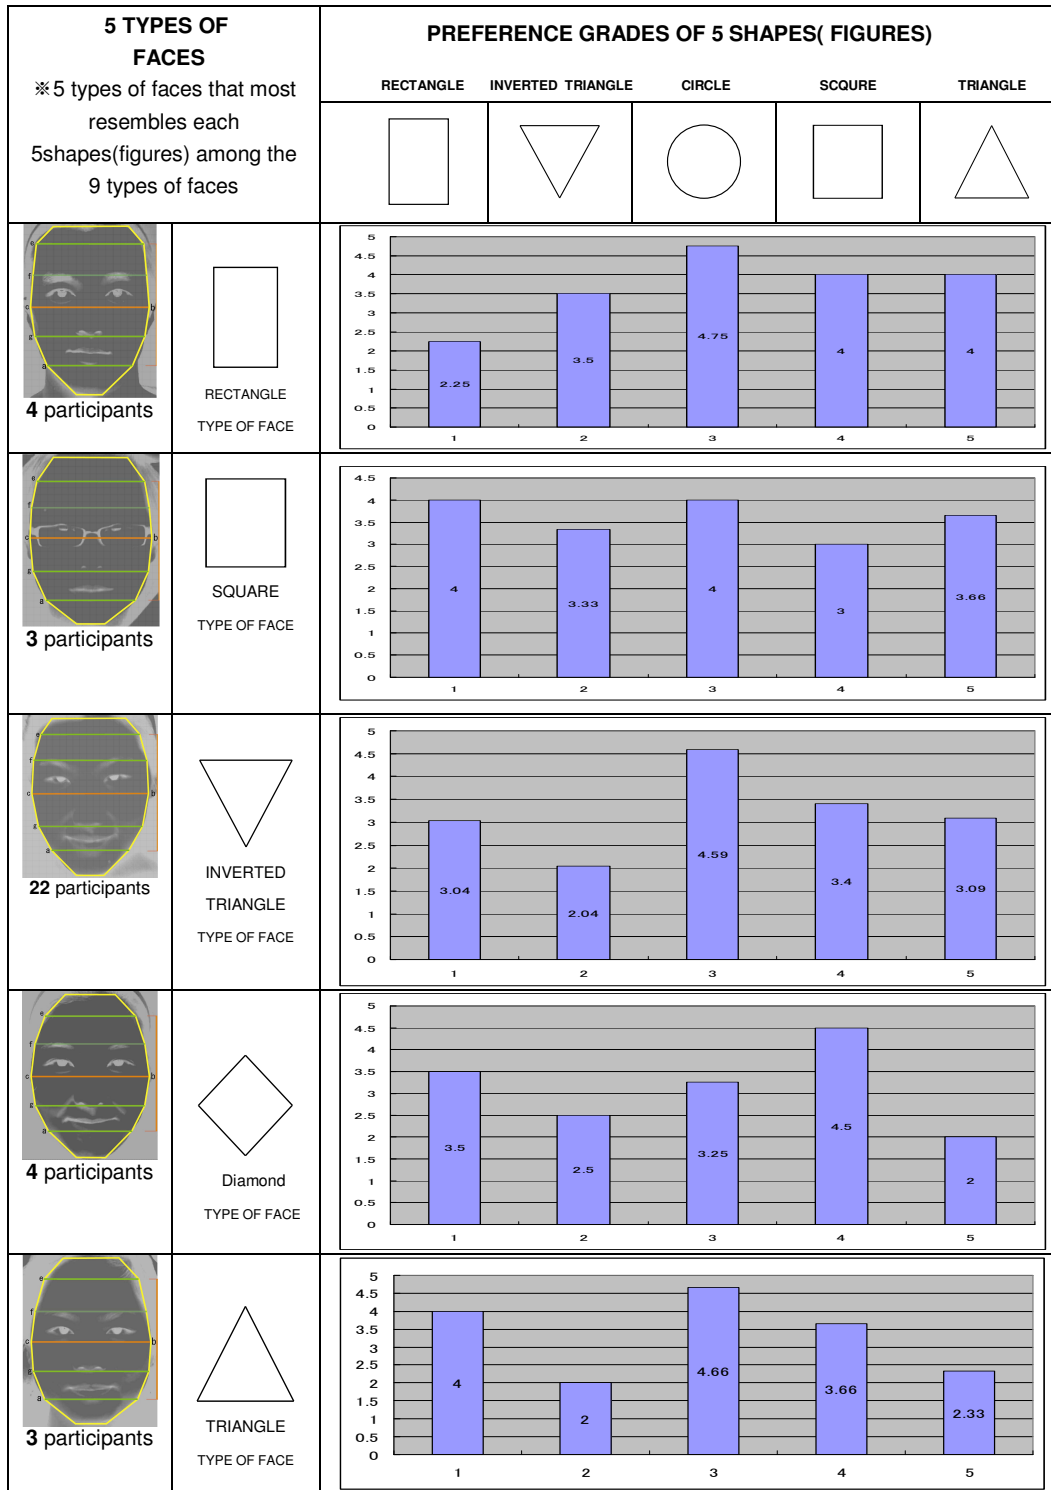 5 TYPES OF
FACES
※5 types of faces that most
resembles each
5shapes(figures) among the
9 types of faces
PREFERENCE GRADES OF 5 SHAPES( FIGURES)
RECTANGLE INVERTED TRIANGLE CIRCLE SCQURE TRIANGLE
e
f
c b
g
a
4 participants
RECTANGLE
TYPE OF FACE
5
4.5
4
3.5
3
2.5
2
1.5
1
0.5
0
2.25 3.5 4.75 4 4
1 2 3 4 5
e
f
c b
g
a
3 participants
SQUARE
TYPE OF FACE
4.5
4
3.5
3
2.5
2
1.5
1
0.5
0
4 3.33 4 3 3.66
1 2 3 4 5
e
f
c b
g
a
22 participants
INVERTED
TRIANGLE
TYPE OF FACE
5
4.5
4
3.5
3
2.5
2
1.5
1
0.5
0
3.04 2.04 4.59 3.4 3.09
1 2 3 4 5
e
f
c b
g
a
4 participants
Diamond
TYPE OF FACE
5
4.5
4
3.5
3
2.5
2
1.5
1
0.5
0
3.5 2.5 3.25 4.5 2
1 2 3 4 5
e
f
c b
g
a
3 participants
TRIANGLE
TYPE OF FACE
5
4.5
4
3.5
3
2.5
2
1.5
1
0.5
0
4 2 4.66 3.66 2.33
1 2 3 4 5